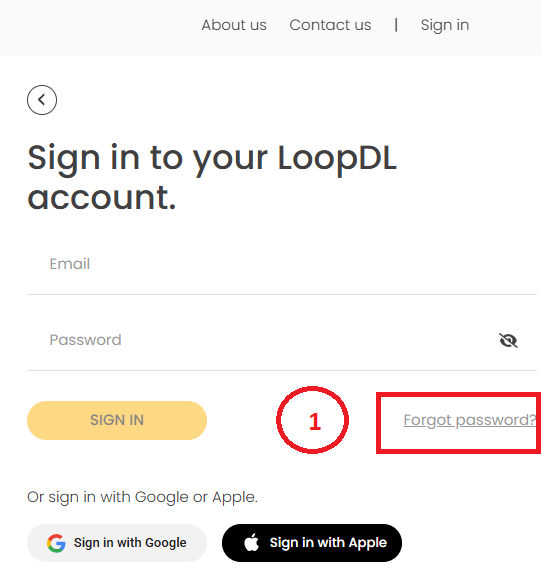 About us Contact us | Sign in
Sign in to your LoopDL
account.
Email
Password
SIGN IN 1 Forgot password?
Or sign in with Google or Apple.
Sign in with Google Sign in with Apple